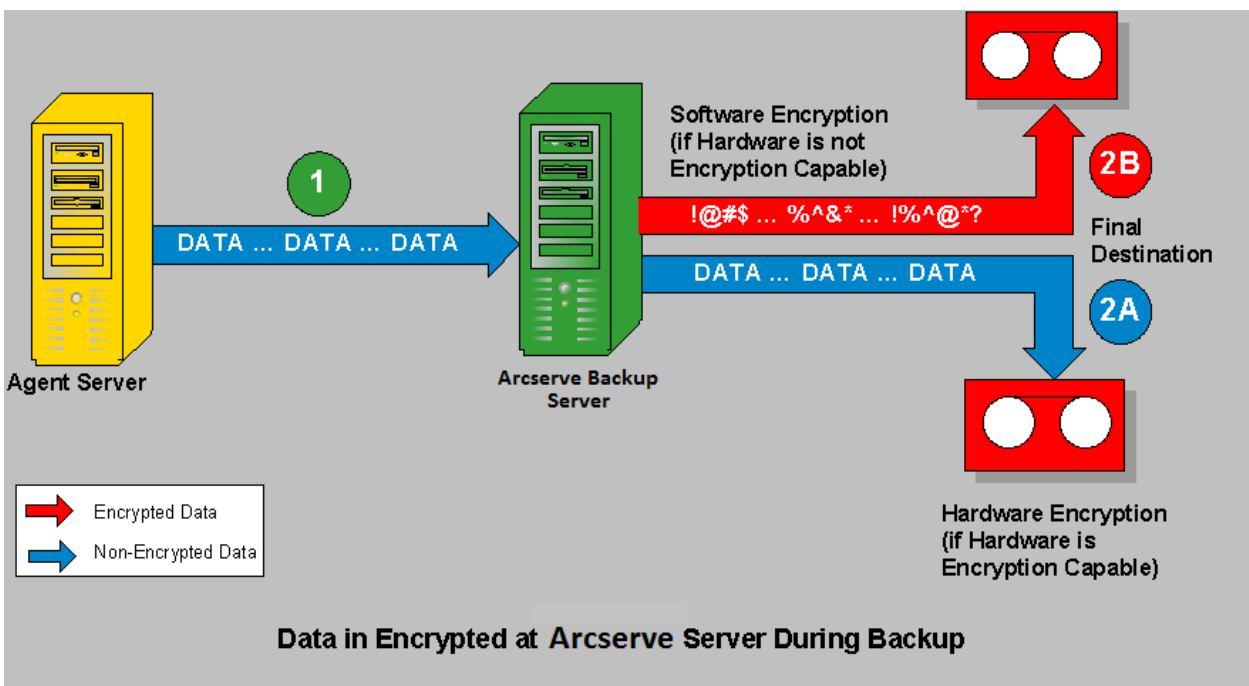 Software Encryption
(if Hardware is not
Encryption Capable)
1
2B
!@#$ ... %^&* ... !%^@*?
DATA ... DATA ... DATA
Final
Destination
DATA ... DATA ... DATA
2A
Agent Server
Arcserve Backup
Server
Encrypted Data
Non-Encrypted Data
Hardware Encryption
(if Hardware is
Encryption Capable)
Data in Encrypted at Arcserve Server During Backup